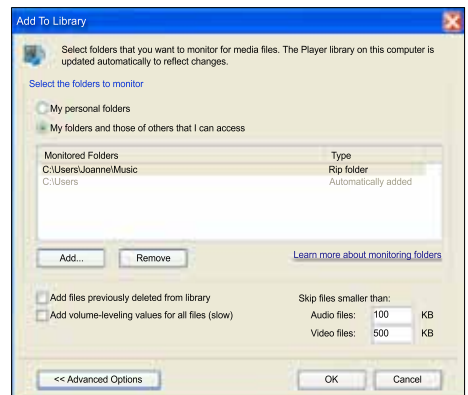 Add To Library
Select folders that you want to monitor for media files. The Player library on this computer is
updated automatically to reflect changes.
Select the folders to monitor
My personal folders
My folders and those of others that I can access
Monitored Folders Type
C:\Users\Joanne\Music Rip folder
C:\Users Automatically added
Add... Remove Learn more about monitoring folders
Add files previously deleted from library
Add volume-leveling values for all files (slow)
Skip files smaller than:
Audio files: 100 KB
Video files: 500 KB
<< Advanced Options OK Cancel